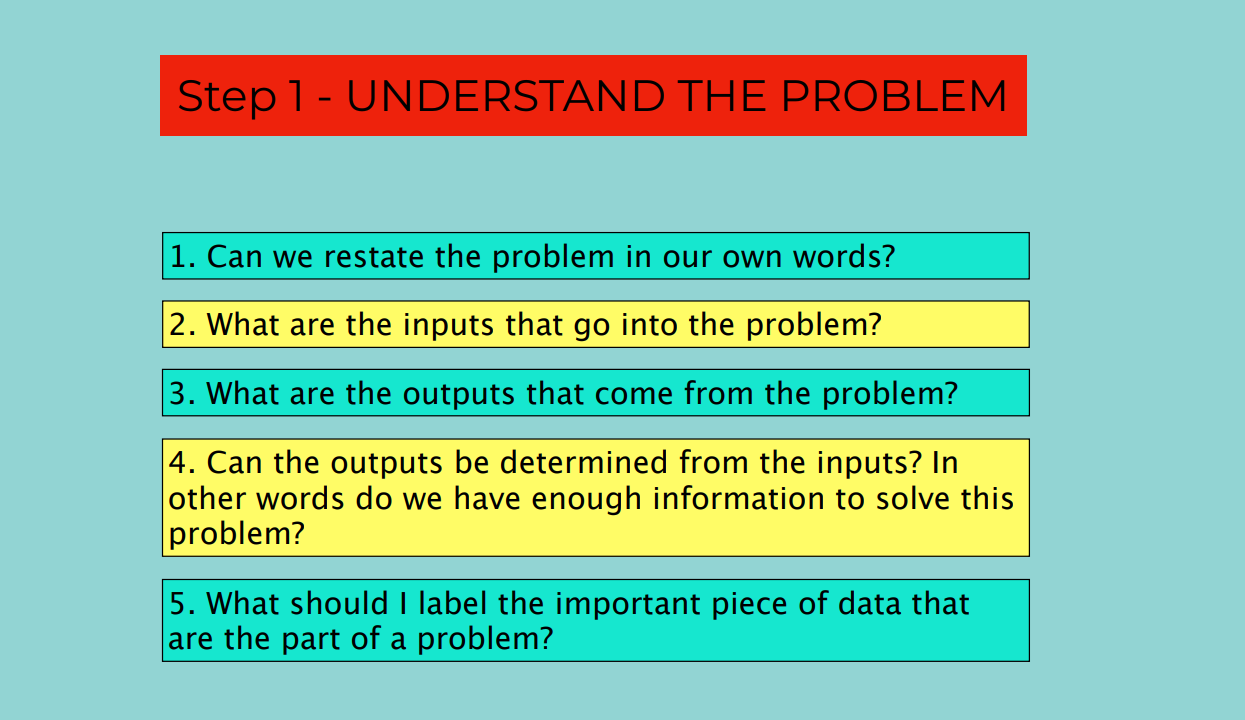 Step 1 - UNDERSTAND THE PROBLEM
1. Can we restate the problem in our own words?
2. What are the inputs that go into the problem?
3. What are the outputs that come from the problem?
4. Can the outputs be determined from the inputs? In
other words do we have enough information to solve this
problem?
5. What should I label the important piece of data that
are the part of a problem?